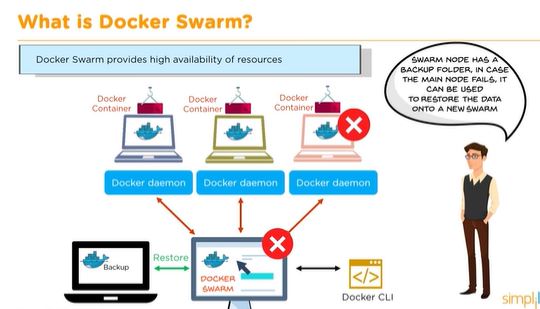 What is Docker Swarm?
Docker Swarm provides high availability of resources
SWARM NODE HAS A
BACKUP FOLDER, IN CASE
THE MAIN NODE FAILS, IT
CAN BE USED
TO RESTORE THE DATA
ONTO A NEW SWARM
Docker
Container
Docker
Container
Docker
Container
Docker daemon
Docker daemon
Docker daemon
Backup
Restore
DOCKER
SWARM
Docker CLI